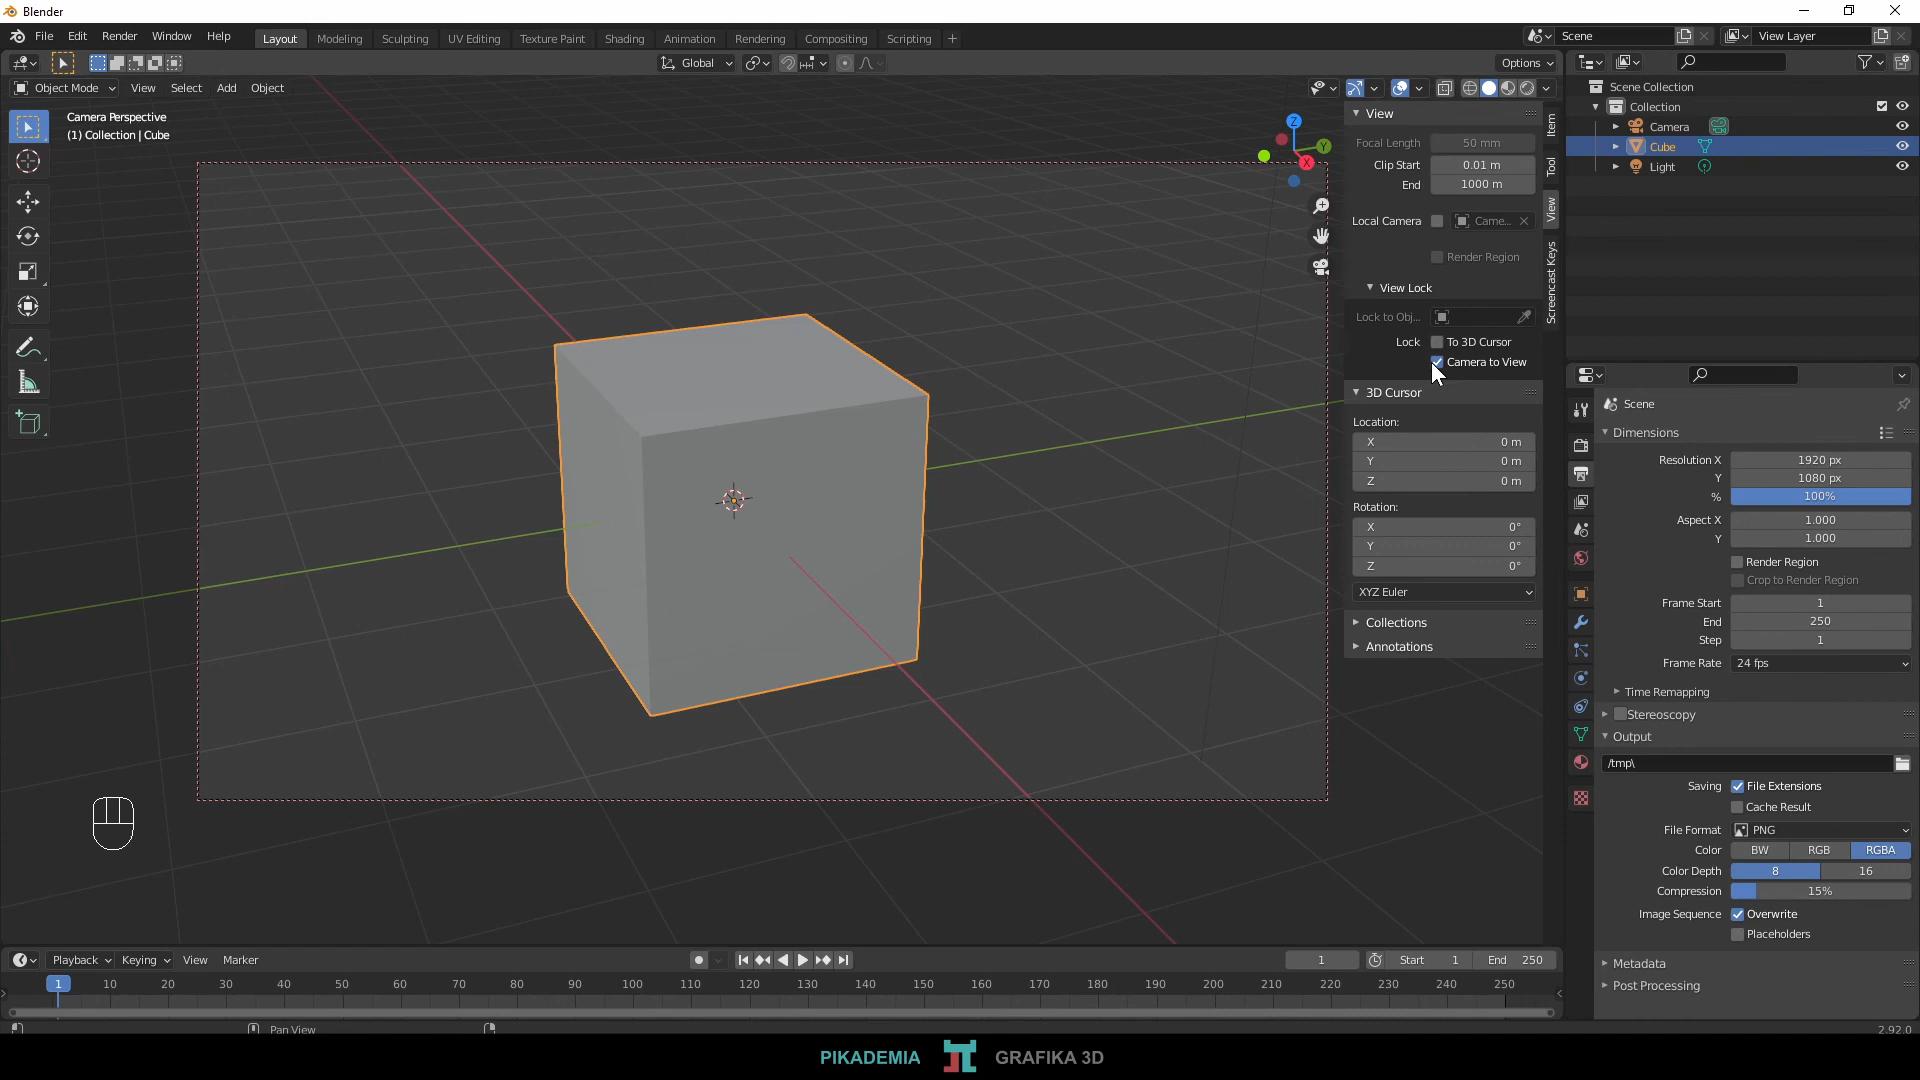 Blender
File Edit Render Window Help Layout Modeling Sculpting UV Editing Texture Paint Shading Animation Rendering Compositing Scripting + Scene View Layer
Global Options
Object Mode View Select Add Object
Camera Perspective
(1) Collection | Cube
Z
Y
X
View
Focal Length 50 mm
Clip Start 0.01 m
End 1000 m
Local Camera Came...
Render Region
View Lock
Lock to Obj...
Lock To 3D Cursor
Camera to View
3D Cursor
Location:
X 0 m
Y 0 m
Z 0 m
Rotation:
X 0°
Y 0°
Z 0°
XYZ Euler
Collections
Annotations
Item
Tool
View
Screencast Keys
Scene Collection
Collection
Camera
Cube
Light
Scene
Dimensions
Resolution X 1920 px
Y 1080 px
% 100%
Aspect X 1.000
Y 1.000
Render Region
Crop to Render Region
Frame Start 1
End 250
Step 1
Frame Rate 24 fps
Time Remapping
Stereoscopy
Output
/tmp\
Saving File Extensions
Cache Result
File Format PNG
Color BW RGB RGBA
Color Depth 8 16
Compression 15%
Image Sequence Overwrite
Placeholders
Metadata
Post Processing
Playback Keying View Marker 1 Start 1 End 250
1 10 20 30 40 50 60 70 80 90 100 110 120 130 140 150 160 170 180 190 200 210 220 230 240 250
Pan View 2.92.0
PIKADEMIA GRAFIKA 3D